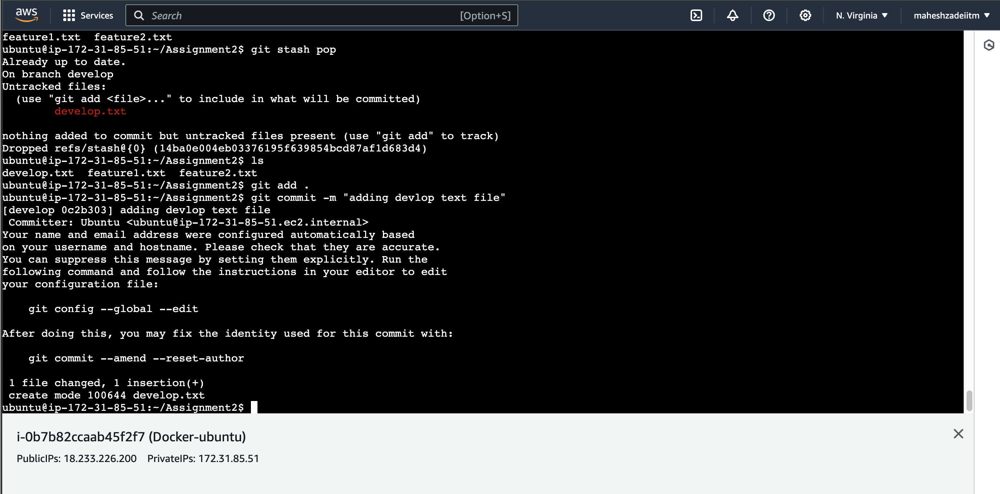 aws Services Search [Option+S] N. Virginia maheshzadeiitm
feature1.txt  feature2.txt
ubuntu@ip-172-31-85-51:~/Assignment2$ git stash pop
Already up to date.
On branch develop
Untracked files:
  (use "git add <file>..." to include in what will be committed)
        develop.txt

nothing added to commit but untracked files present (use "git add" to track)
Dropped refs/stash@{0} (14ba0e004eb03376195f639854bcd87af1d683d4)
ubuntu@ip-172-31-85-51:~/Assignment2$ ls
develop.txt  feature1.txt  feature2.txt
ubuntu@ip-172-31-85-51:~/Assignment2$ git add .
ubuntu@ip-172-31-85-51:~/Assignment2$ git commit -m "adding devlop text file"
[develop 0c2b303] adding devlop text file
 Committer: Ubuntu <ubuntu@ip-172-31-85-51.ec2.internal>
Your name and email address were configured automatically based
on your username and hostname. Please check that they are accurate.
You can suppress this message by setting them explicitly. Run the
following command and follow the instructions in your editor to edit
your configuration file:

    git config --global --edit

After doing this, you may fix the identity used for this commit with:

    git commit --amend --reset-author

 1 file changed, 1 insertion(+)
 create mode 100644 develop.txt
ubuntu@ip-172-31-85-51:~/Assignment2$
i-0b7b82ccaab45f2f7 (Docker-ubuntu)
PublicIPs: 18.233.226.200 PrivateIPs: 172.31.85.51